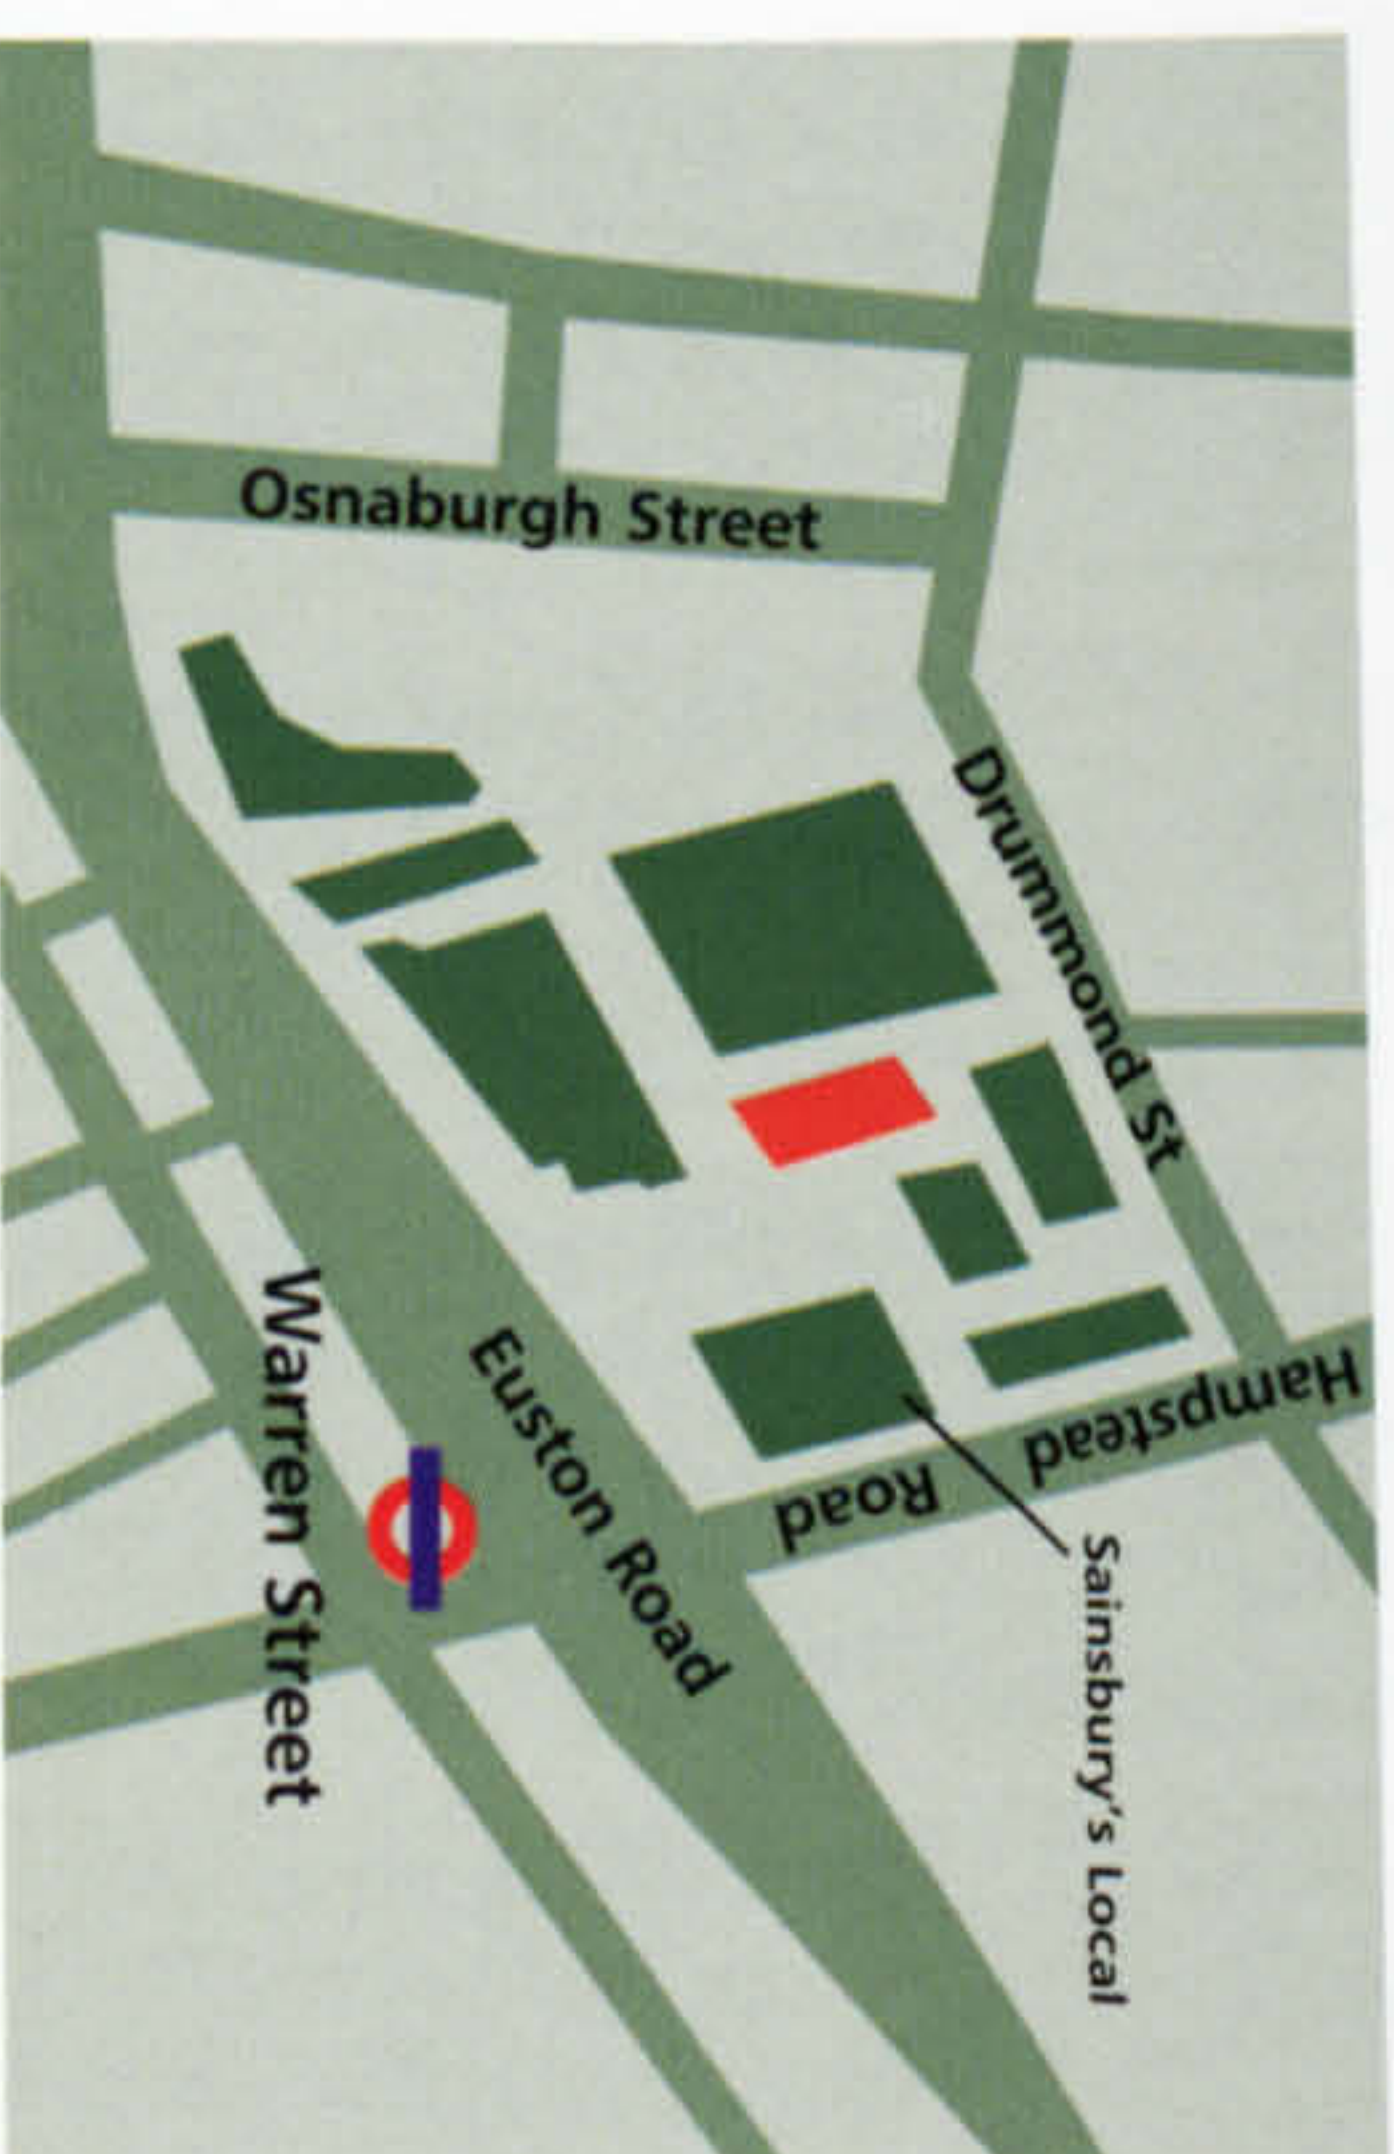 Osnaburgh Street
Drummond St
Hampstead Road
Euston Road
Warren Street
Sainsbury's Local